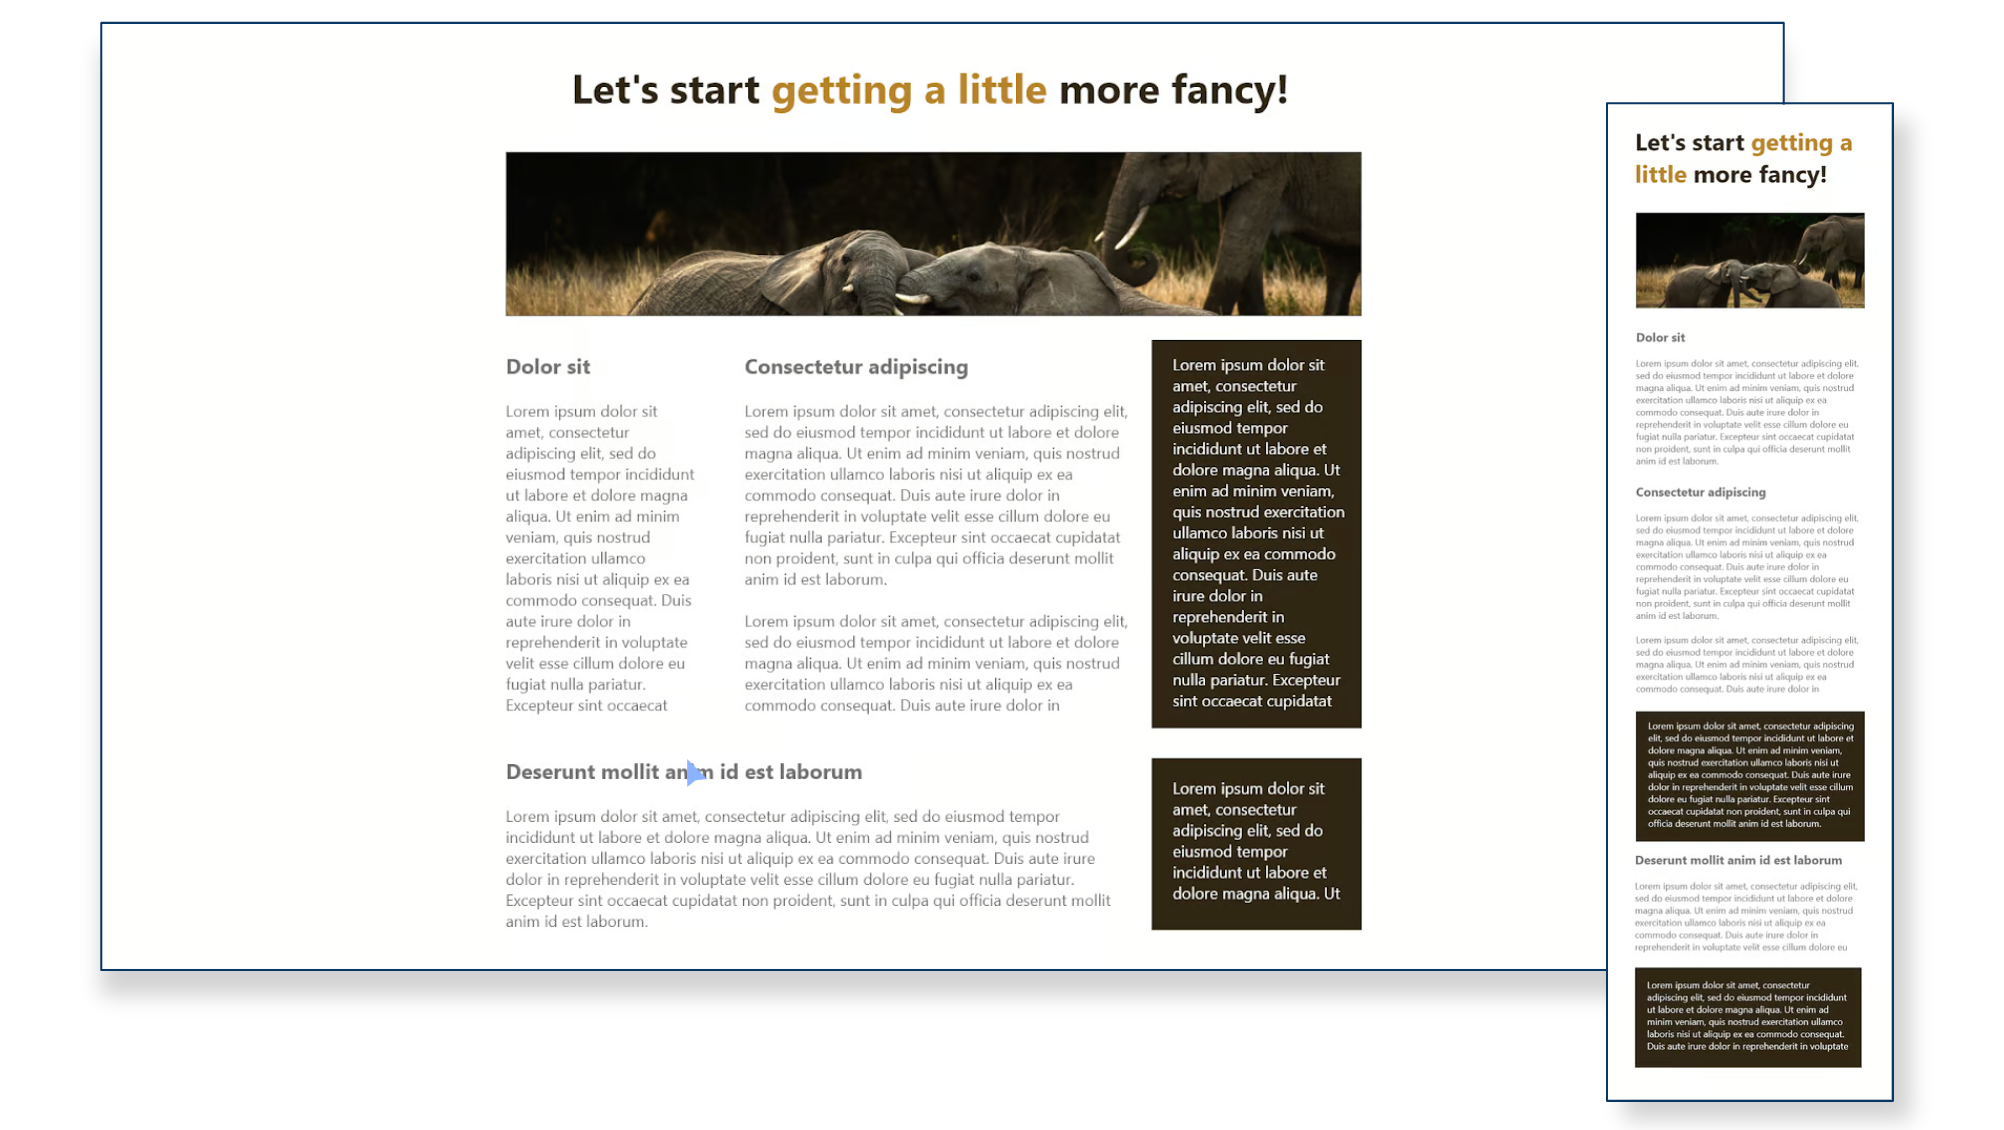 Let's start getting a little more fancy!
Dolor sit
Lorem ipsum dolor sit
amet, consectetur
adipiscing elit, sed do
eiusmod tempor incididunt
ut labore et dolore magna
aliqua. Ut enim ad minim
veniam, quis nostrud
exercitation ullamco
laboris nisi ut aliquip ex ea
commodo consequat. Duis
aute irure dolor in
reprehenderit in voluptate
velit esse cillum dolore eu
fugiat nulla pariatur.
Excepteur sint occaecat
Consectetur adipiscing
Lorem ipsum dolor sit amet, consectetur adipiscing elit,
sed do eiusmod tempor incididunt ut labore et dolore
magna aliqua. Ut enim ad minim veniam, quis nostrud
exercitation ullamco laboris nisi ut aliquip ex ea
commodo consequat. Duis aute irure dolor in
reprehenderit in voluptate velit esse cillum dolore eu
fugiat nulla pariatur. Excepteur sint occaecat cupidatat
non proident, sunt in culpa qui officia deserunt mollit
anim id est laborum.
Lorem ipsum dolor sit amet, consectetur adipiscing elit,
sed do eiusmod tempor incididunt ut labore et dolore
magna aliqua. Ut enim ad minim veniam, quis nostrud
exercitation ullamco laboris nisi ut aliquip ex ea
commodo consequat. Duis aute irure dolor in
Lorem ipsum dolor sit
amet, consectetur
adipiscing elit, sed do
eiusmod tempor
incididunt ut labore et
dolore magna aliqua. Ut
enim ad minim veniam,
quis nostrud exercitation
ullamco laboris nisi ut
aliquip ex ea commodo
consequat. Duis aute
irure dolor in
reprehenderit in
voluptate velit esse
cillum dolore eu fugiat
nulla pariatur. Excepteur
sint occaecat cupidatat
Deserunt mollit anim id est laborum
Lorem ipsum dolor sit amet, consectetur adipiscing elit, sed do eiusmod tempor
incididunt ut labore et dolore magna aliqua. Ut enim ad minim veniam, quis nostrud
exercitation ullamco laboris nisi ut aliquip ex ea commodo consequat. Duis aute irure
dolor in reprehenderit in voluptate velit esse cillum dolore eu fugiat nulla pariatur.
Excepteur sint occaecat cupidatat non proident, sunt in culpa qui officia deserunt mollit
anim id est laborum.
Lorem ipsum dolor sit
amet, consectetur
adipiscing elit, sed do
eiusmod tempor
incididunt ut labore et
dolore magna aliqua. Ut
Let's start getting a
little more fancy!
Dolor sit
Lorem ipsum dolor sit amet, consectetur adipiscing elit,
sed do eiusmod tempor incididunt ut labore et dolore
magna aliqua. Ut enim ad minim veniam, quis nostrud
exercitation ullamco laboris nisi ut aliquip ex ea
commodo consequat. Duis aute irure dolor in
reprehenderit in voluptate velit esse cillum dolore eu
fugiat nulla pariatur. Excepteur sint occaecat cupidatat
non proident, sunt in culpa qui officia deserunt mollit
anim id est laborum.
Consectetur adipiscing
Lorem ipsum dolor sit amet, consectetur adipiscing elit,
sed do eiusmod tempor incididunt ut labore et dolore
magna aliqua. Ut enim ad minim veniam, quis nostrud
exercitation ullamco laboris nisi ut aliquip ex ea
commodo consequat. Duis aute irure dolor in
reprehenderit in voluptate velit esse cillum dolore eu
fugiat nulla pariatur. Excepteur sint occaecat cupidatat
non proident, sunt in culpa qui officia deserunt mollit
anim id est laborum.
Lorem ipsum dolor sit amet, consectetur adipiscing elit,
sed do eiusmod tempor incididunt ut labore et dolore
magna aliqua. Ut enim ad minim veniam, quis nostrud
exercitation ullamco laboris nisi ut aliquip ex ea
commodo consequat. Duis aute irure dolor in
Lorem ipsum dolor sit amet, consectetur adipiscing
elit, sed do eiusmod tempor incididunt ut labore et
dolore magna aliqua. Ut enim ad minim veniam,
quis nostrud exercitation ullamco laboris nisi ut
aliquip ex ea commodo consequat. Duis aute irure
dolor in reprehenderit in voluptate velit esse cillum
dolore eu fugiat nulla pariatur. Excepteur sint
occaecat cupidatat non proident, sunt in culpa qui
officia deserunt mollit anim id est laborum.
Deserunt mollit anim id est laborum
Lorem ipsum dolor sit amet, consectetur adipiscing elit,
sed do eiusmod tempor incididunt ut labore et dolore
magna aliqua. Ut enim ad minim veniam, quis nostrud
exercitation ullamco laboris nisi ut aliquip ex ea
commodo consequat. Duis aute irure dolor in
reprehenderit in voluptate velit esse cillum dolore eu
Lorem ipsum dolor sit amet, consectetur
adipiscing elit, sed do eiusmod tempor incididunt
ut labore et dolore magna aliqua. Ut enim ad
minim veniam, quis nostrud exercitation ullamco
laboris nisi ut aliquip ex ea commodo consequat.
Duis aute irure dolor in reprehenderit in voluptate